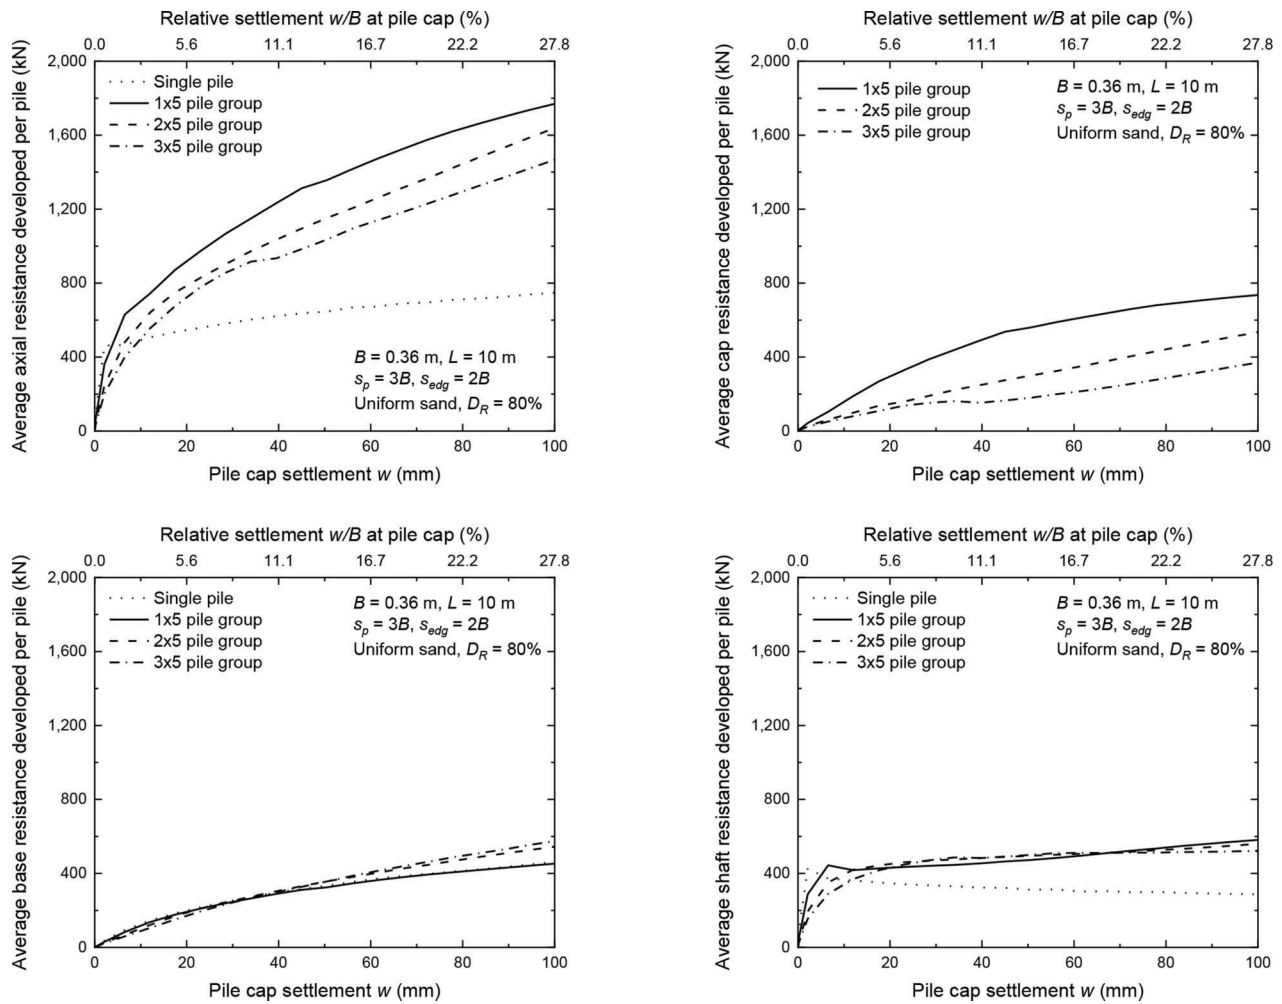 Relative settlement w/B at pile cap (%)
0.0 5.6 11.1 16.7 22.2 27.8
2,000
1,600
1,200
800
400
0
Average axial resistance developed per pile (kN)
Single pile
1x5 pile group
2x5 pile group
3x5 pile group
B = 0.36 m, L = 10 m
sp = 3B, sedg = 2B
Uniform sand, DR = 80%
0 20 40 60 80 100
Pile cap settlement w (mm)
Relative settlement w/B at pile cap (%)
0.0 5.6 11.1 16.7 22.2 27.8
2,000
1,600
1,200
800
400
0
Average cap resistance developed per pile (kN)
1x5 pile group
2x5 pile group
3x5 pile group
B = 0.36 m, L = 10 m
sp = 3B, sedg = 2B
Uniform sand, DR = 80%
0 20 40 60 80 100
Pile cap settlement w (mm)
Relative settlement w/B at pile cap (%)
0.0 5.6 11.1 16.7 22.2 27.8
2,000
1,600
1,200
800
400
0
Average base resistance developed per pile (kN)
Single pile
1x5 pile group
2x5 pile group
3x5 pile group
B = 0.36 m, L = 10 m
sp = 3B, sedg = 2B
Uniform sand, DR = 80%
0 20 40 60 80 100
Pile cap settlement w (mm)
Relative settlement w/B at pile cap (%)
0.0 5.6 11.1 16.7 22.2 27.8
2,000
1,600
1,200
800
400
0
Average shaft resistance developed per pile (kN)
Single pile
1x5 pile group
2x5 pile group
3x5 pile group
B = 0.36 m, L = 10 m
sp = 3B, sedg = 2B
Uniform sand, DR = 80%
0 20 40 60 80 100
Pile cap settlement w (mm)